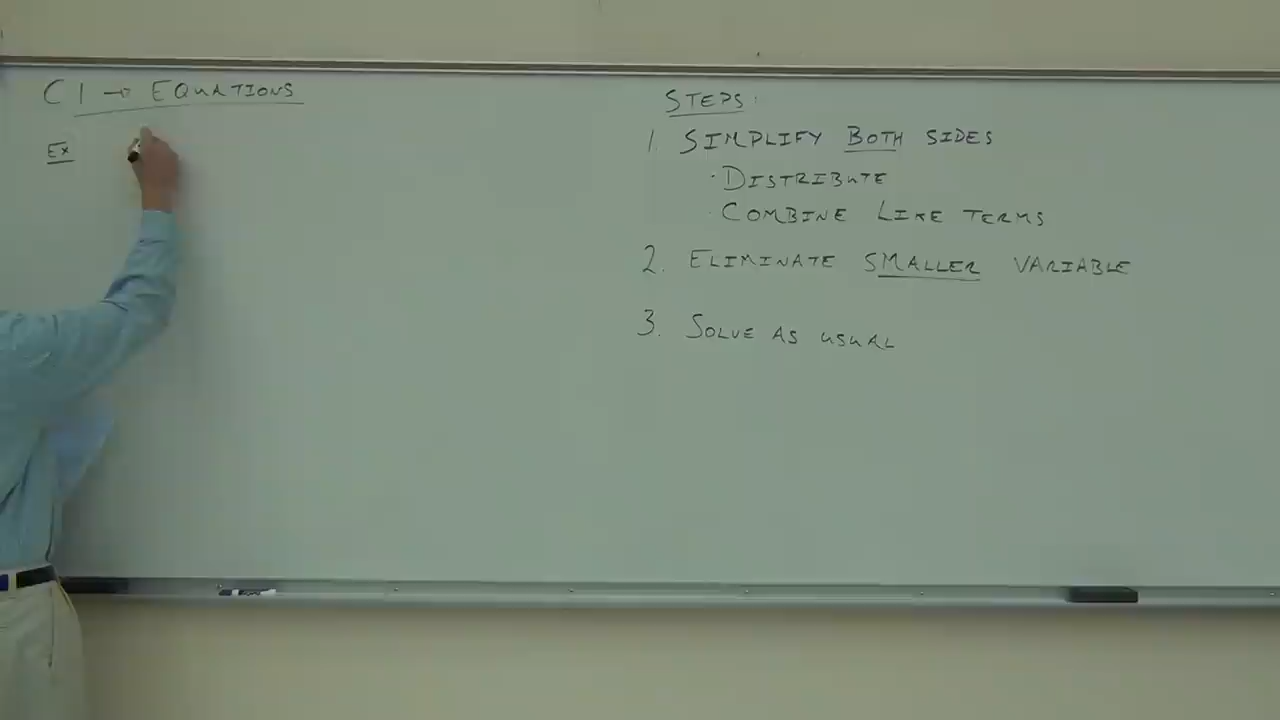 C1 → EQUATIONS
EX
STEPS:
1. SIMPLIFY BOTH SIDES
· DISTRIBUTE
· COMBINE LIKE TERMS
2. ELIMINATE SMALLER VARIABLE
3. SOLVE AS USUAL